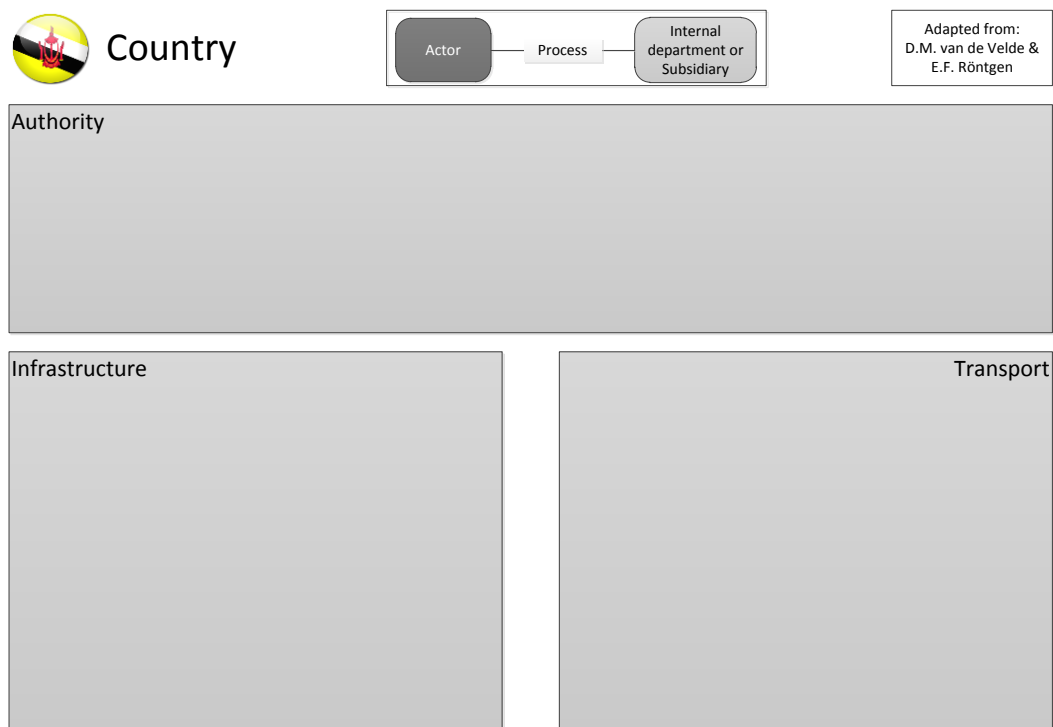 Country
Actor
Process
Internal
department or
Subsidiary
Adapted from:
D.M. van de Velde &
E.F. Röntgen
Authority
Infrastructure
Transport